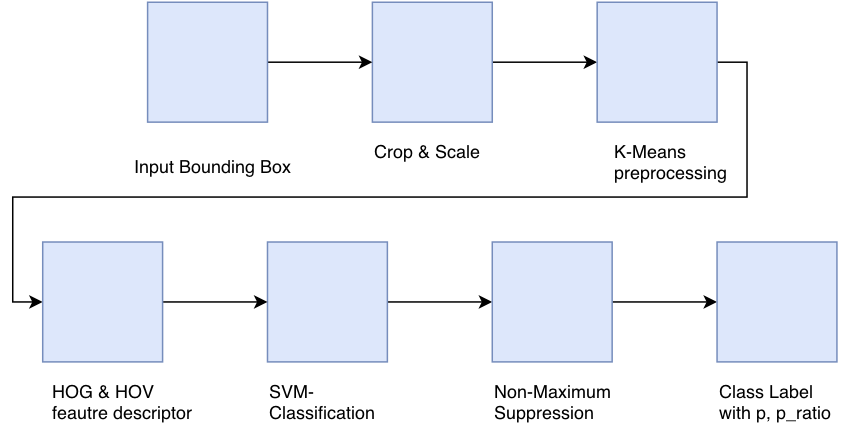 Input Bounding Box
Crop & Scale
K-Means
preprocessing
HOG & HOV
feautre descriptor
SVM-
Classification
Non-Maximum
Suppression
Class Label
with p, p_ratio